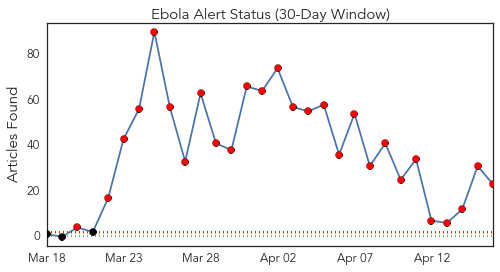 Ebola Alert Status (30-Day Window)
Articles Found
80
60
40
20
0
Mar 18 Mar 23 Mar 28 Apr 02 Apr 07 Apr 12